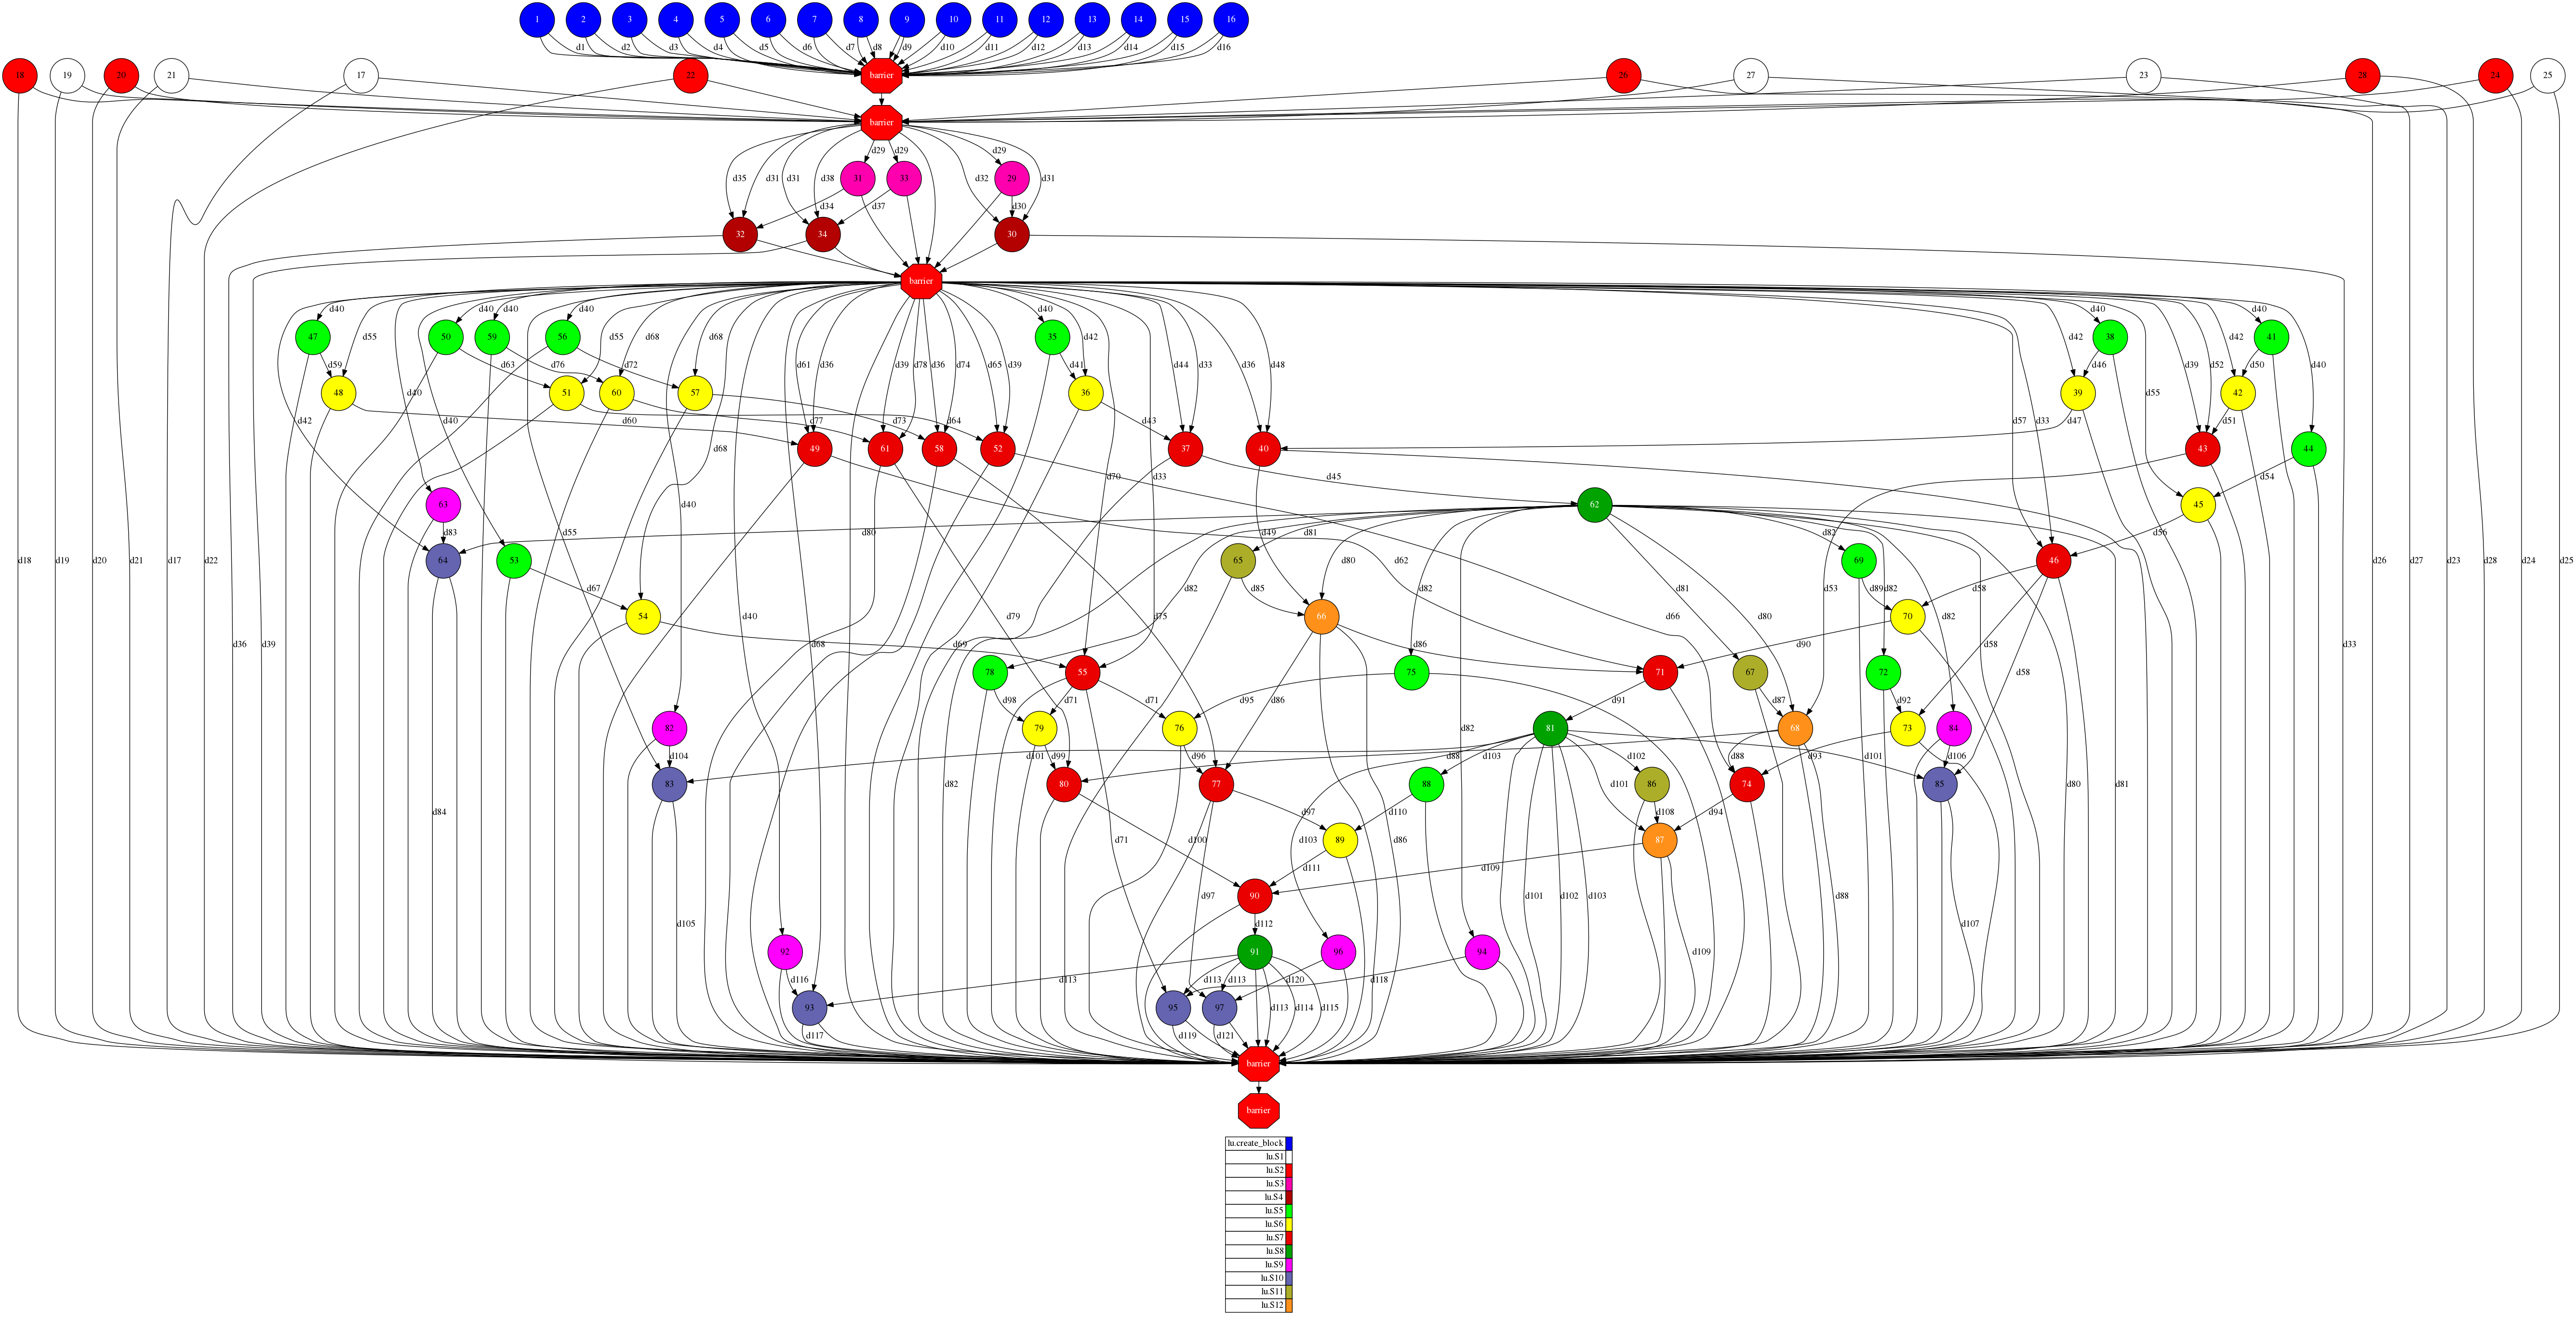 1 2 3 4 5 6 7 8 9 10 11 12 13 14 15 16
d1 d2 d3 d4 d5 d6 d7 d8 d9 d10 d11 d12 d13 d14 d15 d16
18 19 20 21 17 22 barrier 26 27 23 28 24 25
barrier
d29 d29 d29
d35 d31 d31 d38 31 33 d32 29 d31
d34 d37 d30
32 34 30
barrier
d40 d40 d40 d40 d40 d40 d40
47 d55 50 59 56 d55 d68 d68 d61 d36 d39 d78 d36 d74 d65 d39 35 d42 d44 d33 d36 d48 38 d42 d39 d52 d42 41
d59 d63 d76 d72 d41 d46 d50 d40
48 d40 51 60 57 36 39 d55 42
d42 d40 d60 d68 d77 d73 d64 d43 d57 d33 d47 d51
49 61 58 52 37 40 43 44
d70 d33 d45 d54
63 d40 62 45
d83 d55 d80 d49 d81 d82 d56
18 d18 d19 d20 d21 d17 d22 64 53 65 d80 d82 d62 d81 d80 69 46 d26 d27 d23 d28 d24 d25
d67 d82 d85 d89 d82 d53 d58
d36 d39 54 d40 d79 d75 66 d66 d82 70 d33
d68 d69 d86 d90 d58
78 55 75 71 67 72 d58
d98 d71 d71 d95 d86 d91 d87 d92
82 79 76 d82 81 68 73 84
d104 d101 d99 d96 d88 d103 d102 d88 d93 d101 d106
83 d82 80 77 88 d101 86 74 85 d80 d81
d84 d97 d110 d108 d94
d71 d100 d103 89 d86 87
d111 d109
d97 90 d101 d102 d103 d88
d105 d112 d107
92 91 96 94 d109
d116 d113 d113 d113 d120 d118
93 95 97 d113 d114 d115
d117 d119 d121
barrier
barrier
lu.create_block
lu.S1
lu.S2
lu.S3
lu.S4
lu.S5
lu.S6
lu.S7
lu.S8
lu.S9
lu.S10
lu.S11
lu.S12